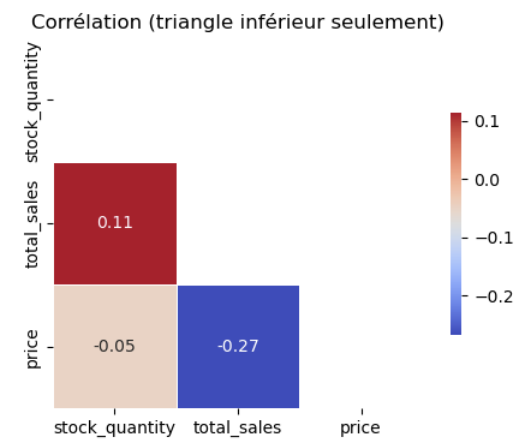 Corrélation (triangle inférieur seulement)
stock_quantity
total_sales
price
0.11
-0.05
-0.27
stock_quantity
total_sales
price
0.1
0.0
−0.1
−0.2